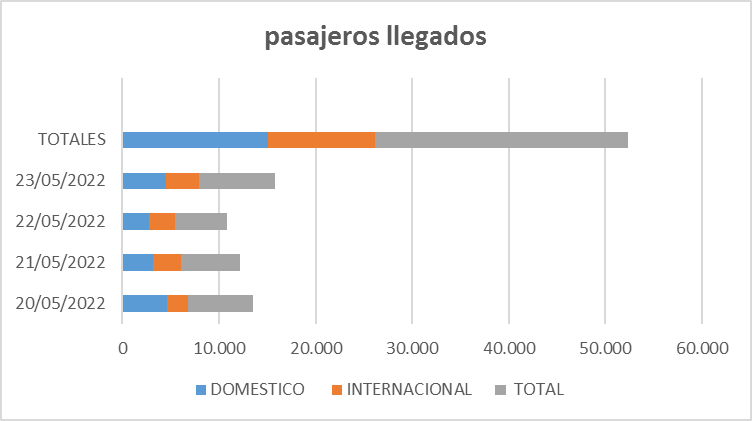 pasajeros llegados
TOTALES
23/05/2022
22/05/2022
21/05/2022
20/05/2022
0 10.000 20.000 30.000 40.000 50.000 60.000
DOMESTICO INTERNACIONAL TOTAL